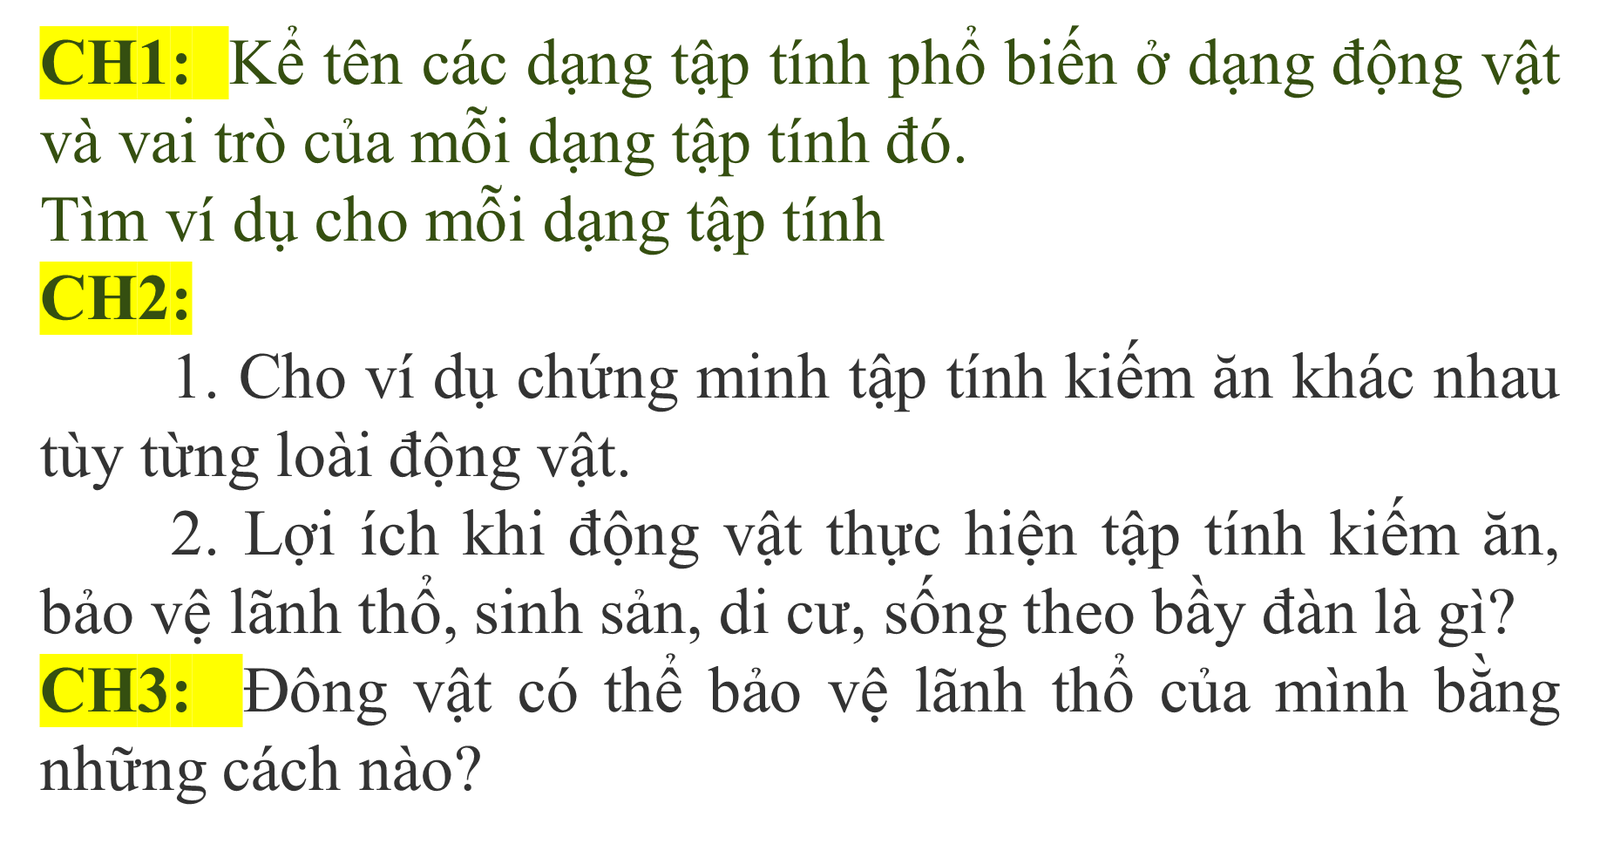 CH1: Kể tên các dạng tập tính phổ biến ở dạng động vật
và vai trò của mỗi dạng tập tính đó.
Tìm ví dụ cho mỗi dạng tập tính
CH2:
1. Cho ví dụ chứng minh tập tính kiếm ăn khác nhau
tùy từng loài động vật.
2. Lợi ích khi động vật thực hiện tập tính kiếm ăn,
bảo vệ lãnh thổ, sinh sản, di cư, sống theo bầy đàn là gì?
CH3: Đông vật có thể bảo vệ lãnh thổ của mình bằng
những cách nào?